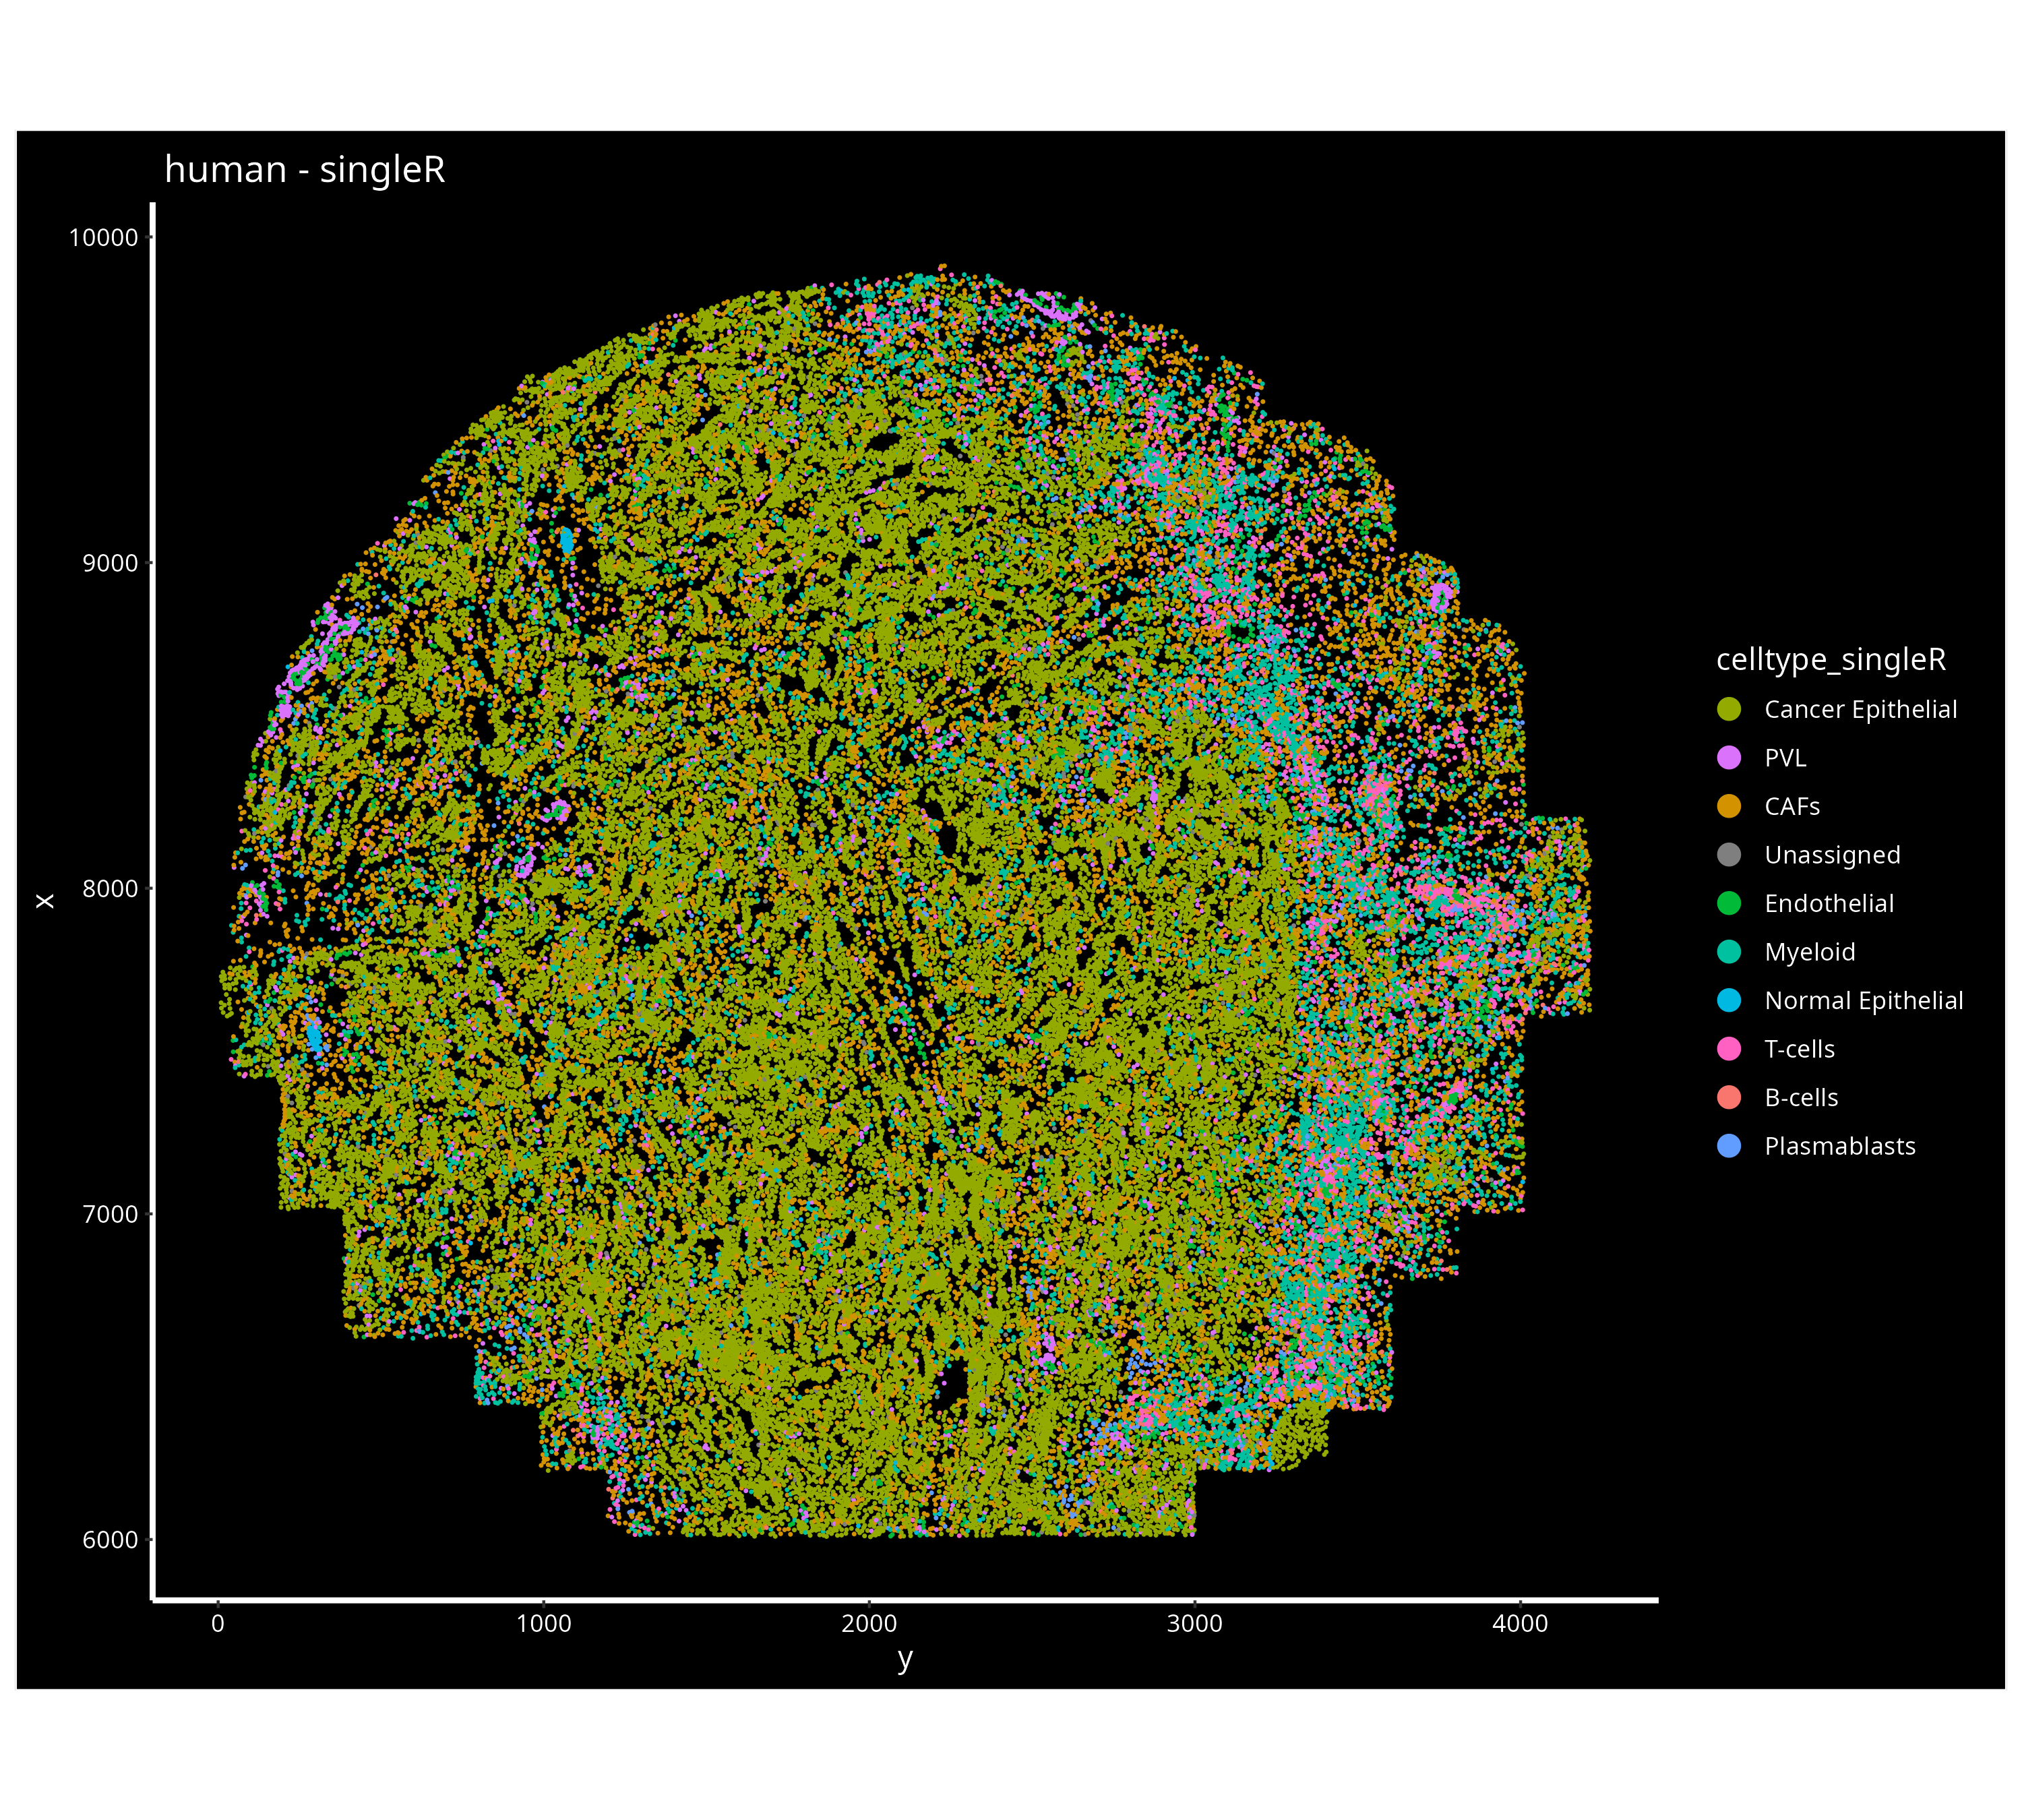 human - singleR
10000
9000
8000
7000
6000
x
0 1000 2000 3000 4000
y
celltype_singleR
Cancer Epithelial
PVL
CAFs
Unassigned
Endothelial
Myeloid
Normal Epithelial
T-cells
B-cells
Plasmablasts